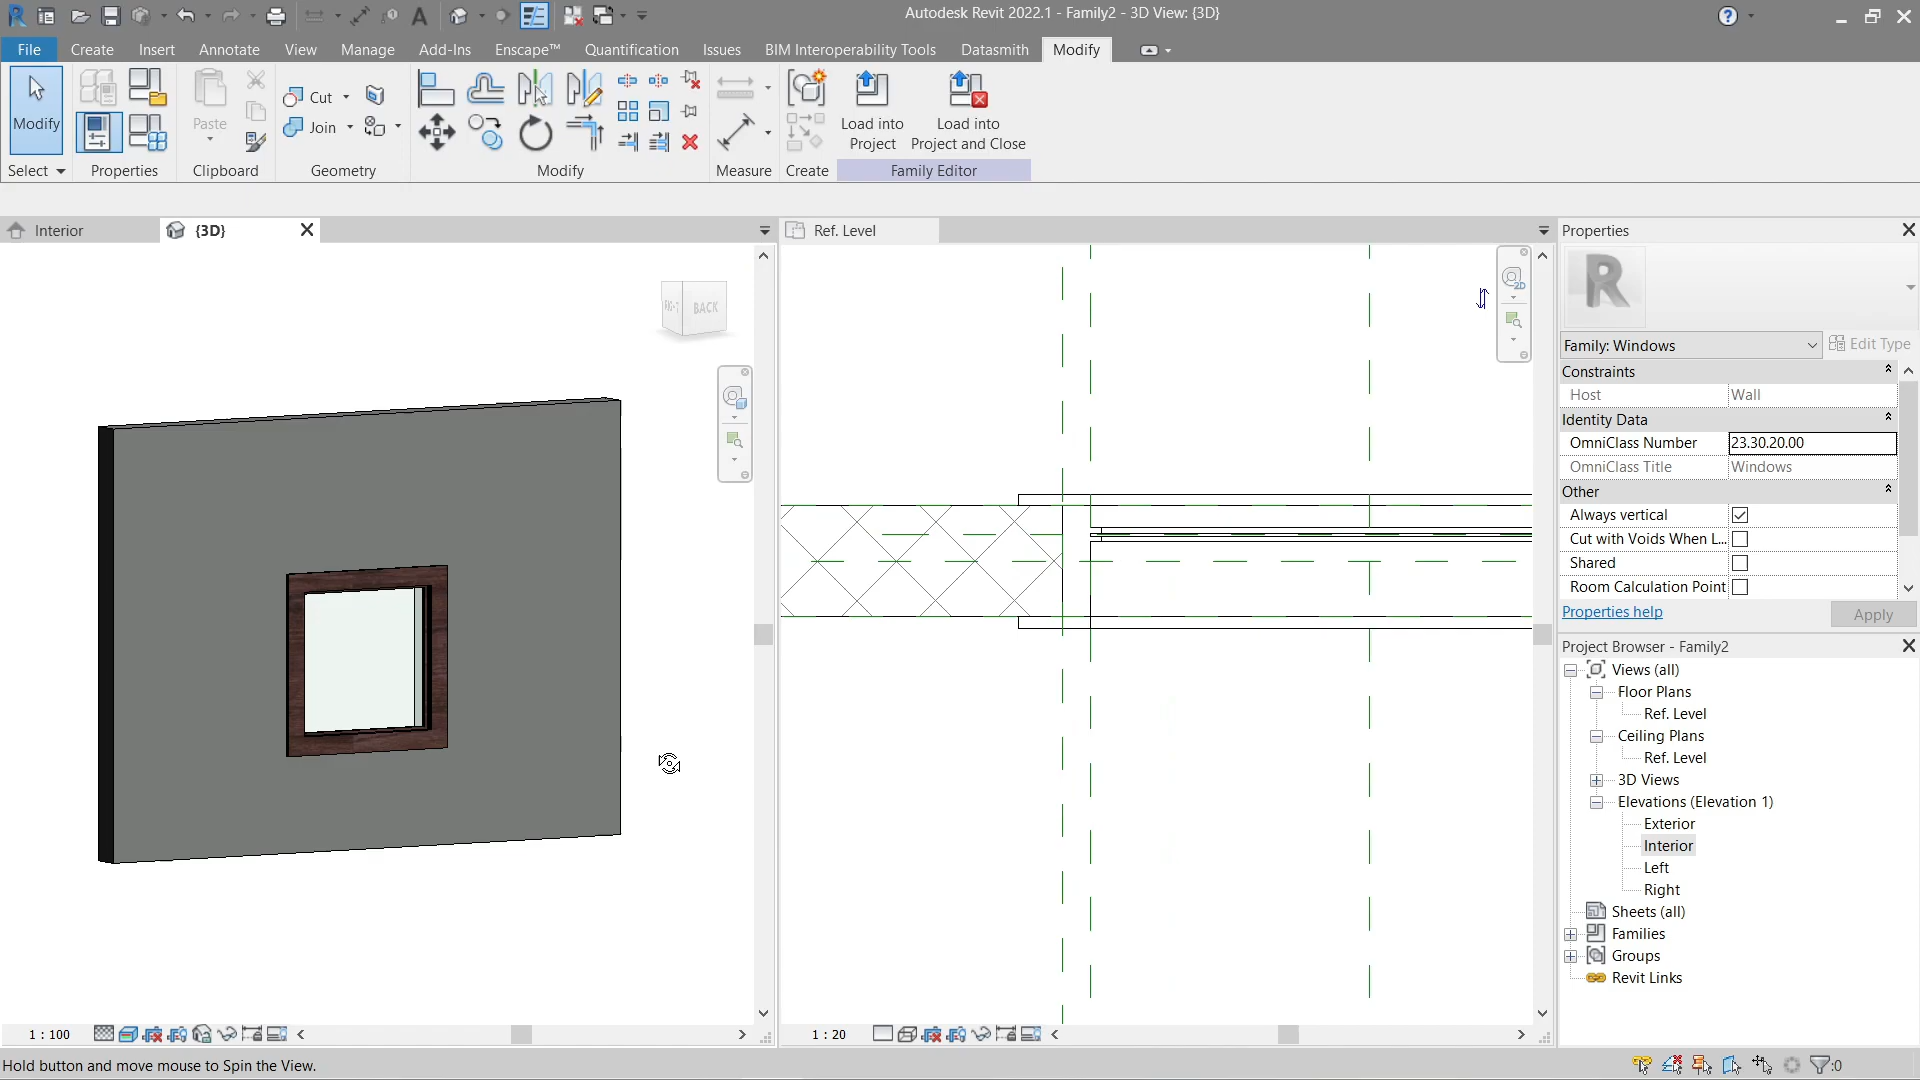 Autodesk Revit 2022.1 - Family2 - 3D View: {3D}
File
Create
Insert
Annotate
View
Manage
Add-Ins
Enscape™
Quantification
Issues
BIM Interoperability Tools
Datasmith
Modify
Modify
Paste
Cut
Join
Load into
Project
Load into
Project and Close
Select
Properties
Clipboard
Geometry
Modify
Measure
Create
Family Editor
Interior
{3D}
Ref. Level
BACK
2D
1 : 100
1 : 20
Properties
R
Family: Windows
Edit Type
Constraints
Host Wall
Identity Data
OmniClass Number 23.30.20.00
OmniClass Title Windows
Other
Always vertical
Cut with Voids When L...
Shared
Room Calculation Point
Properties help
Apply
Project Browser - Family2
Views (all)
Floor Plans
Ref. Level
Ceiling Plans
Ref. Level
3D Views
Elevations (Elevation 1)
Exterior
Interior
Left
Right
Sheets (all)
Families
Groups
Revit Links
Hold button and move mouse to Spin the View.
:0